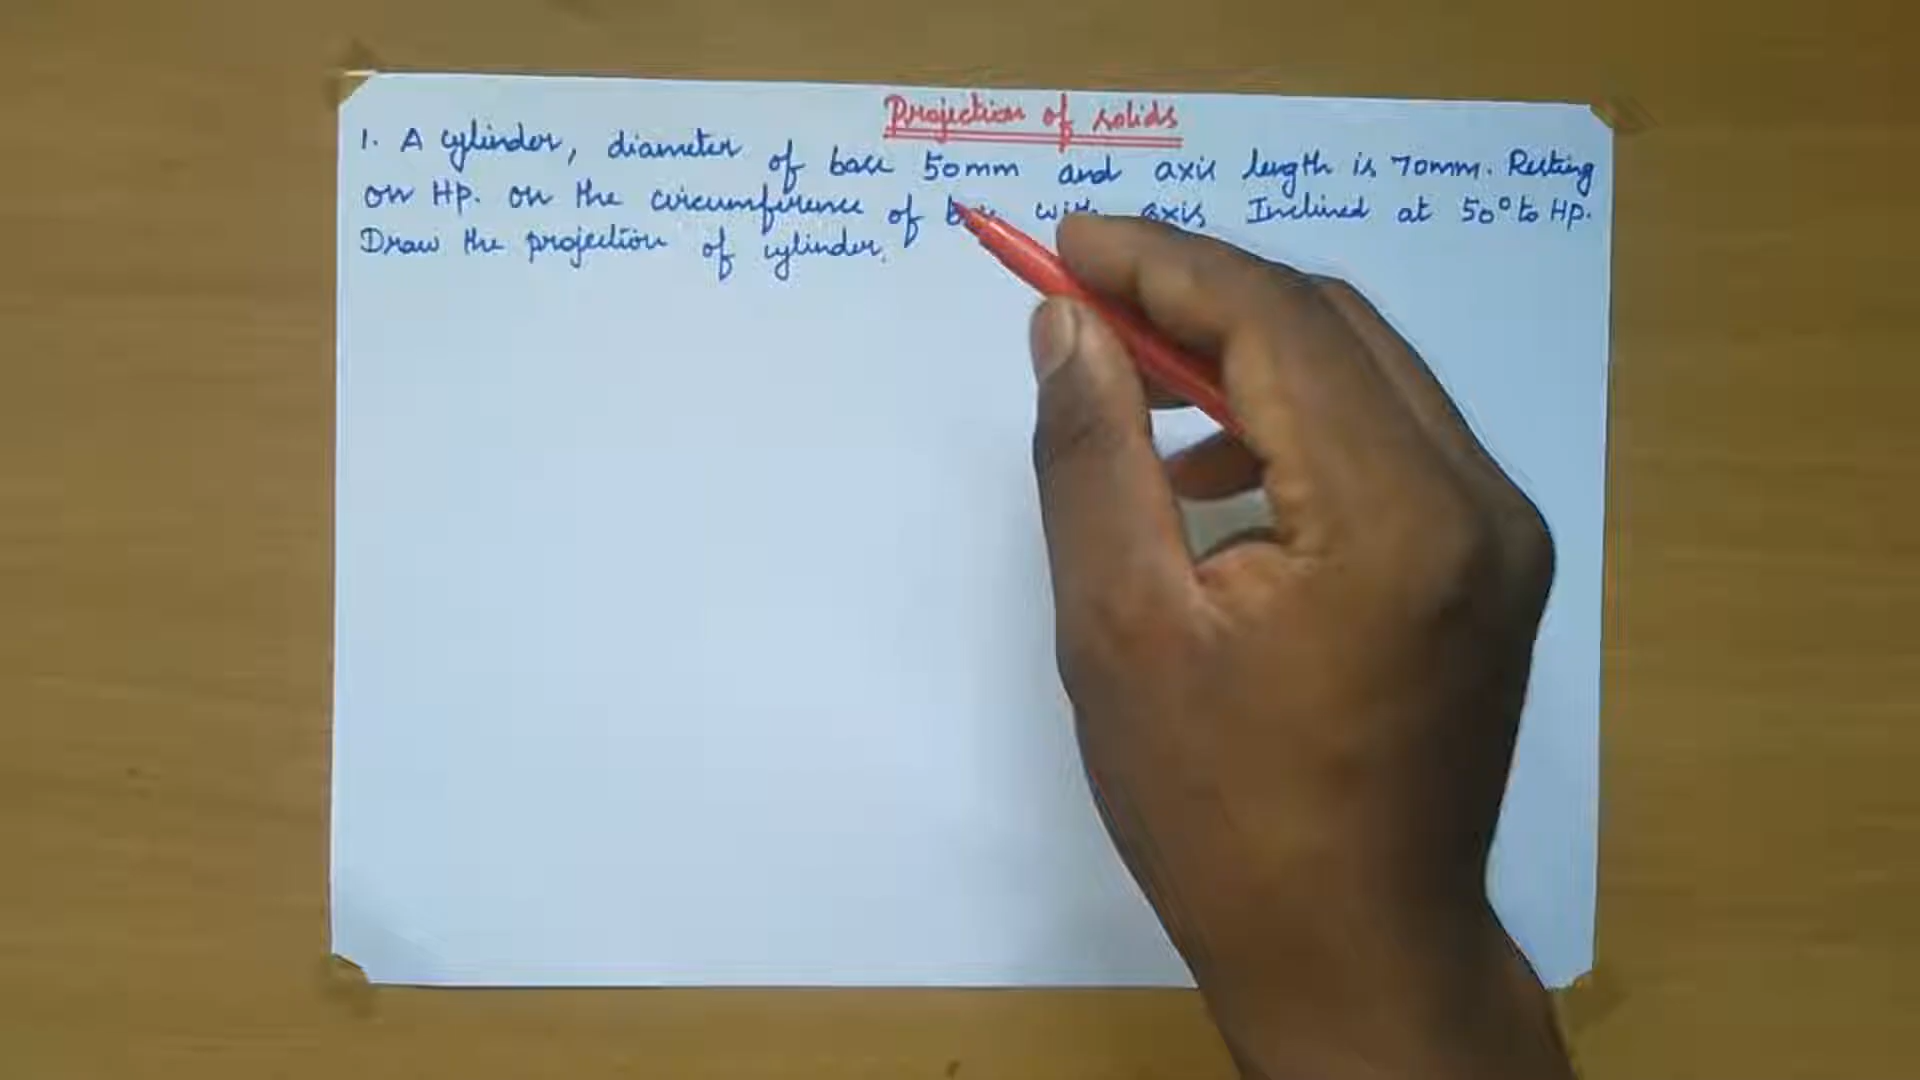 Projection of solids
1. A cylinder, diameter of base 50mm and axis length is 70mm. Resting
on HP. on the circumference of with axis Inclined at 50° to HP.
Draw the projection of cylinder.